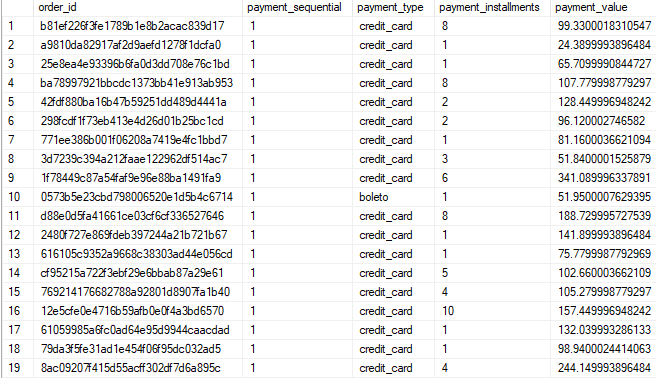 order_id payment_sequential payment_type payment_installments payment_value
1 b81ef226f3fe1789b1e8b2acac839d17 1 credit_card 8 99.3300018310547
2 a9810da82917af2d9aefd1278f1dcfa0 1 credit_card 1 24.3899993896484
3 25e8ea4e93396b6fa0d3dd708e76c1bd 1 credit_card 1 65.7099990844727
4 ba78997921bbcdc1373bb41e913ab953 1 credit_card 8 107.779998779297
5 42fdf880ba16b47b59251dd489d4441a 1 credit_card 2 128.449996948242
6 298fcdf1f73eb413e4d26d01b25bc1cd 1 credit_card 2 96.120002746582
7 771ee386b001f06208a7419e4fc1bbd7 1 credit_card 1 81.1600036621094
8 3d7239c394a212faae122962df514ac7 1 credit_card 3 51.8400001525879
9 1f78449c87a54faf9e96e88ba1491fa9 1 credit_card 6 341.089996337891
10 0573b5e23cbd798006520e1d5b4c6714 1 boleto 1 51.9500007629395
11 d88e0d5fa41661ce03cf6cf336527646 1 credit_card 8 188.729995727539
12 2480f727e869fdeb397244a21b721b67 1 credit_card 1 141.899993896484
13 616105c9352a9668c38303ad44e056cd 1 credit_card 1 75.7799987792969
14 cf95215a722f3ebf29e6bbab87a29e61 1 credit_card 5 102.660003662109
15 769214176682788a92801d8907fa1b40 1 credit_card 4 105.279998779297
16 12e5cfe0e4716b59afb0e0f4a3bd6570 1 credit_card 10 157.449996948242
17 61059985a6fc0ad64e95d9944caacdad 1 credit_card 1 132.039993286133
18 79da3f5fe31ad1e454f06f95dc032ad5 1 credit_card 1 98.9400024414063
19 8ac09207f415d55acff302df7d6a895c 1 credit_card 4 244.149993896484